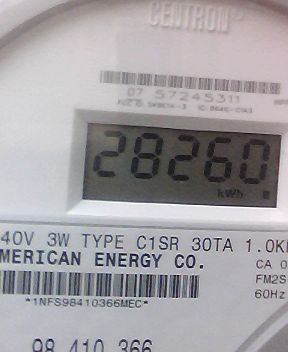 CENTRON
07 57245311
28260
kWh
40V 3W TYPE C1SR 30TA 1.0K
MERICAN ENERGY CO.
CA 0
FM2S
60Hz
*1NFS98410366MEC*
98 410 366